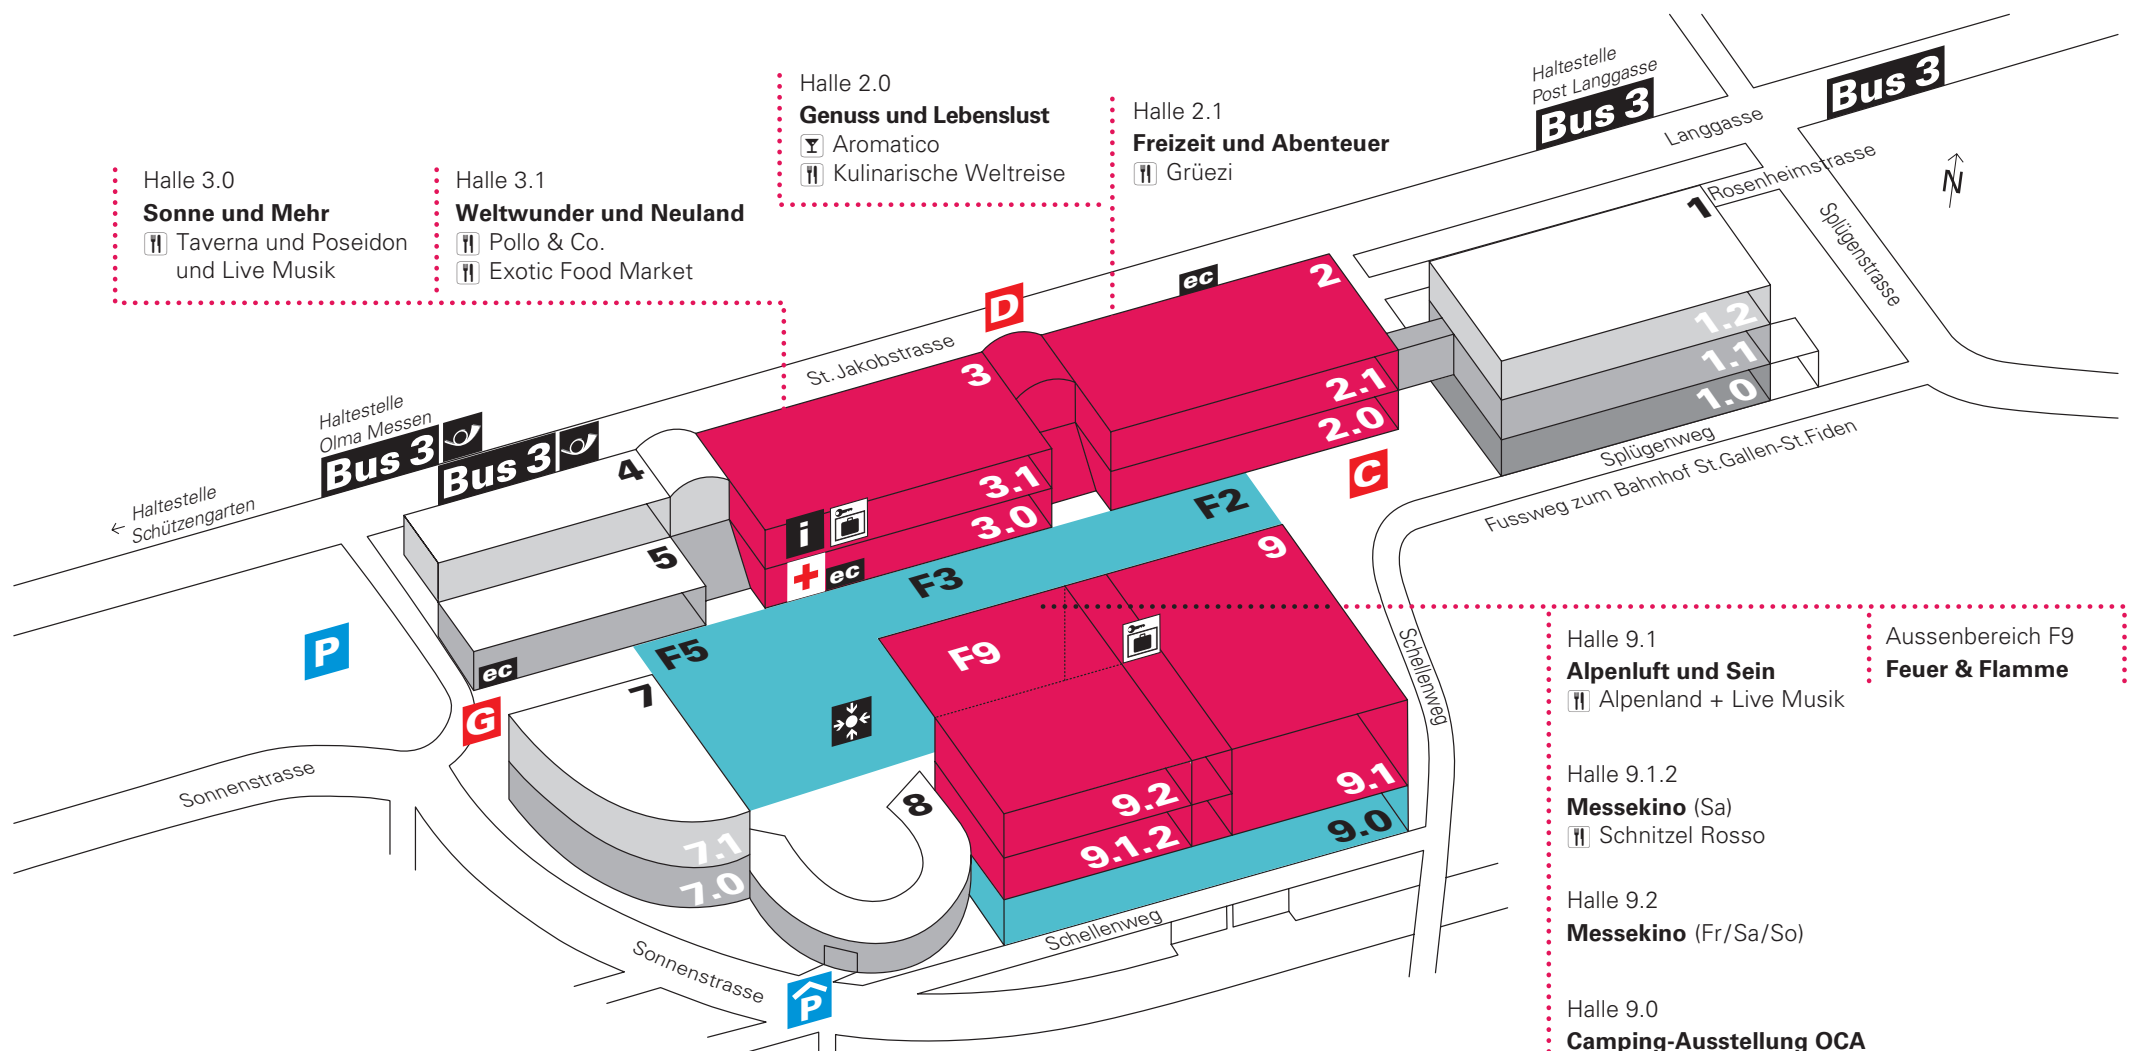 Halle 3.0
Sonne und Mehr
Taverna und Poseidon
und Live Musik
Halle 3.1
Weltwunder und Neuland
Pollo & Co.
Exotic Food Market
Halle 2.0
Genuss und Lebenslust
Aromatico
Kulinarische Weltreise
Halle 2.1
Freizeit und Abenteuer
Grüezi
Haltestelle
Post Langgasse
Bus 3
Bus 3
Langgasse
Rosenheimstrasse
Splügenstrasse
N
1
1.2
1.1
1.0
ec
2
2.1
2.0
D
St. Jakobstrasse
3
3.1
3.0
i
ec
Haltestelle
Olma Messen
Bus 3
Bus 3
← Haltestelle
Schützengarten
4
5
ec
C
Splügenweg
Fussweg zum Bahnhof St.Gallen-St.Fiden
F2
F3
F5
F9
9
P
G
7
7.1
7.0
8
9.2
9.1.2
9.1
9.0
Schellenweg
Schellenweg
Sonnenstrasse
Sonnenstrasse
P
Halle 9.1
Alpenluft und Sein
Alpenland + Live Musik
Aussenbereich F9
Feuer & Flamme
Halle 9.1.2
Messekino (Sa)
Schnitzel Rosso
Halle 9.2
Messekino (Fr/Sa/So)
Halle 9.0
Camping-Ausstellung OCA